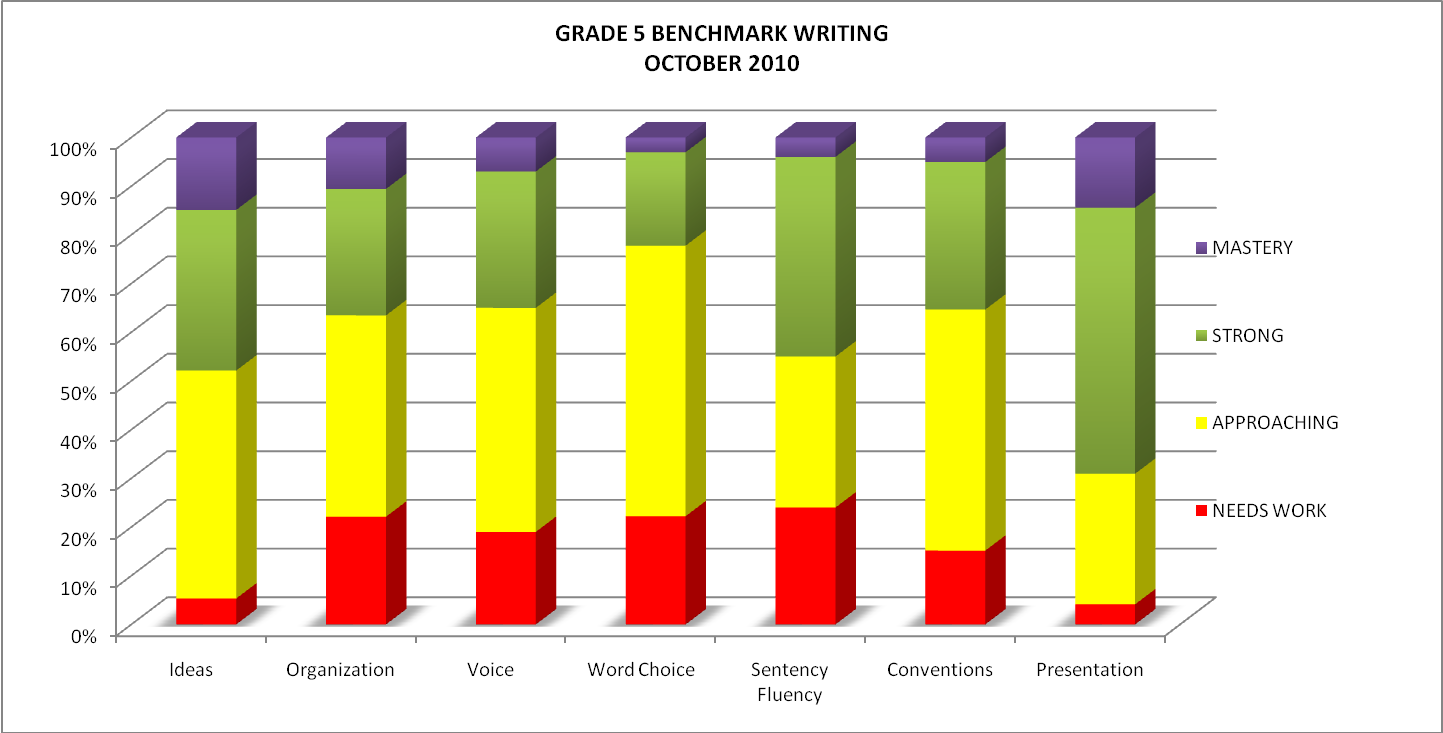 GRADE 5 BENCHMARK WRITING
OCTOBER 2010
100%
90%
80%
70%
60%
50%
40%
30%
20%
10%
0%
MASTERY
STRONG
APPROACHING
NEEDS WORK
Ideas
Organization
Voice
Word Choice
Sentency
Fluency
Conventions
Presentation